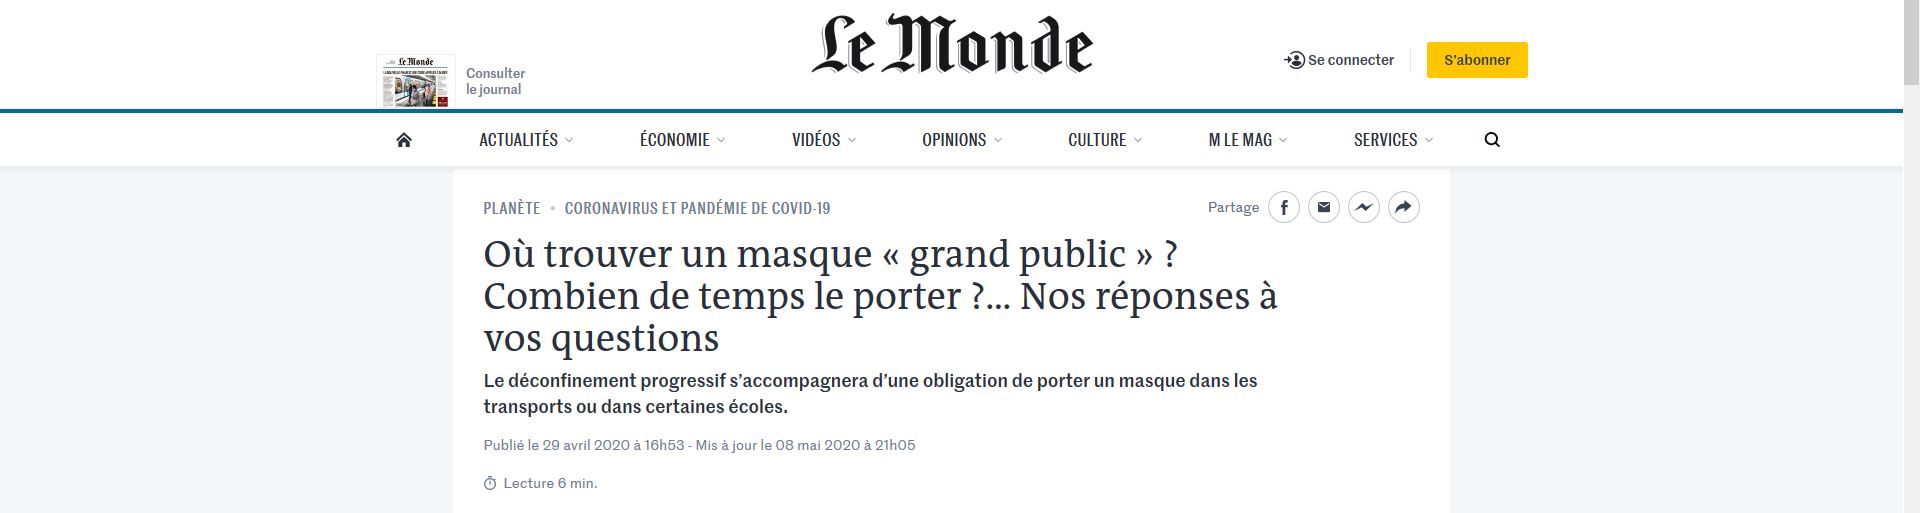 Le Monde
Consulter
le journal
Le Monde
Se connecter
S'abonner
ACTUALITÉS
ÉCONOMIE
VIDÉOS
OPINIONS
CULTURE
M LE MAG
SERVICES
PLANÈTE • CORONAVIRUS ET PANDÉMIE DE COVID-19
Partage
Où trouver un masque « grand public » ?
Combien de temps le porter ?… Nos réponses à
vos questions
Le déconfinement progressif s’accompagnera d’une obligation de porter un masque dans les
transports ou dans certaines écoles.
Publié le 29 avril 2020 à 16h53 - Mis à jour le 08 mai 2020 à 21h05
Lecture 6 min.